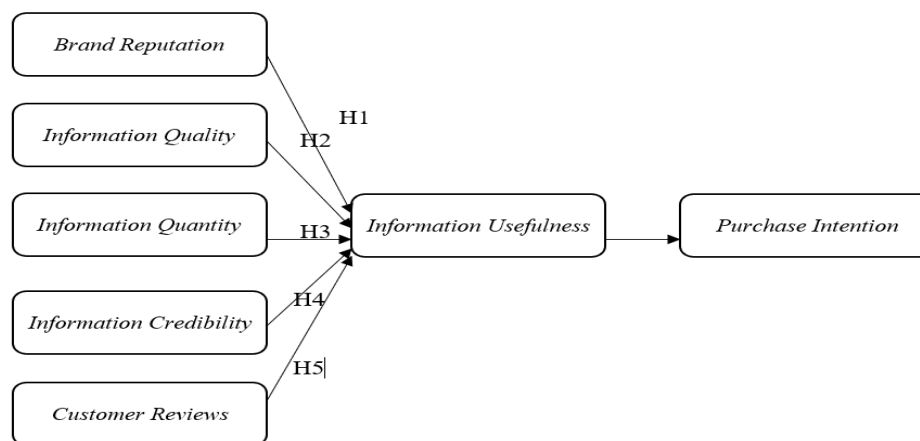 Brand Reputation
H1
Information Quality
H2
Information Quantity
H3
Information Usefulness
Purchase Intention
Information Credibility
H4
Customer Reviews
H5